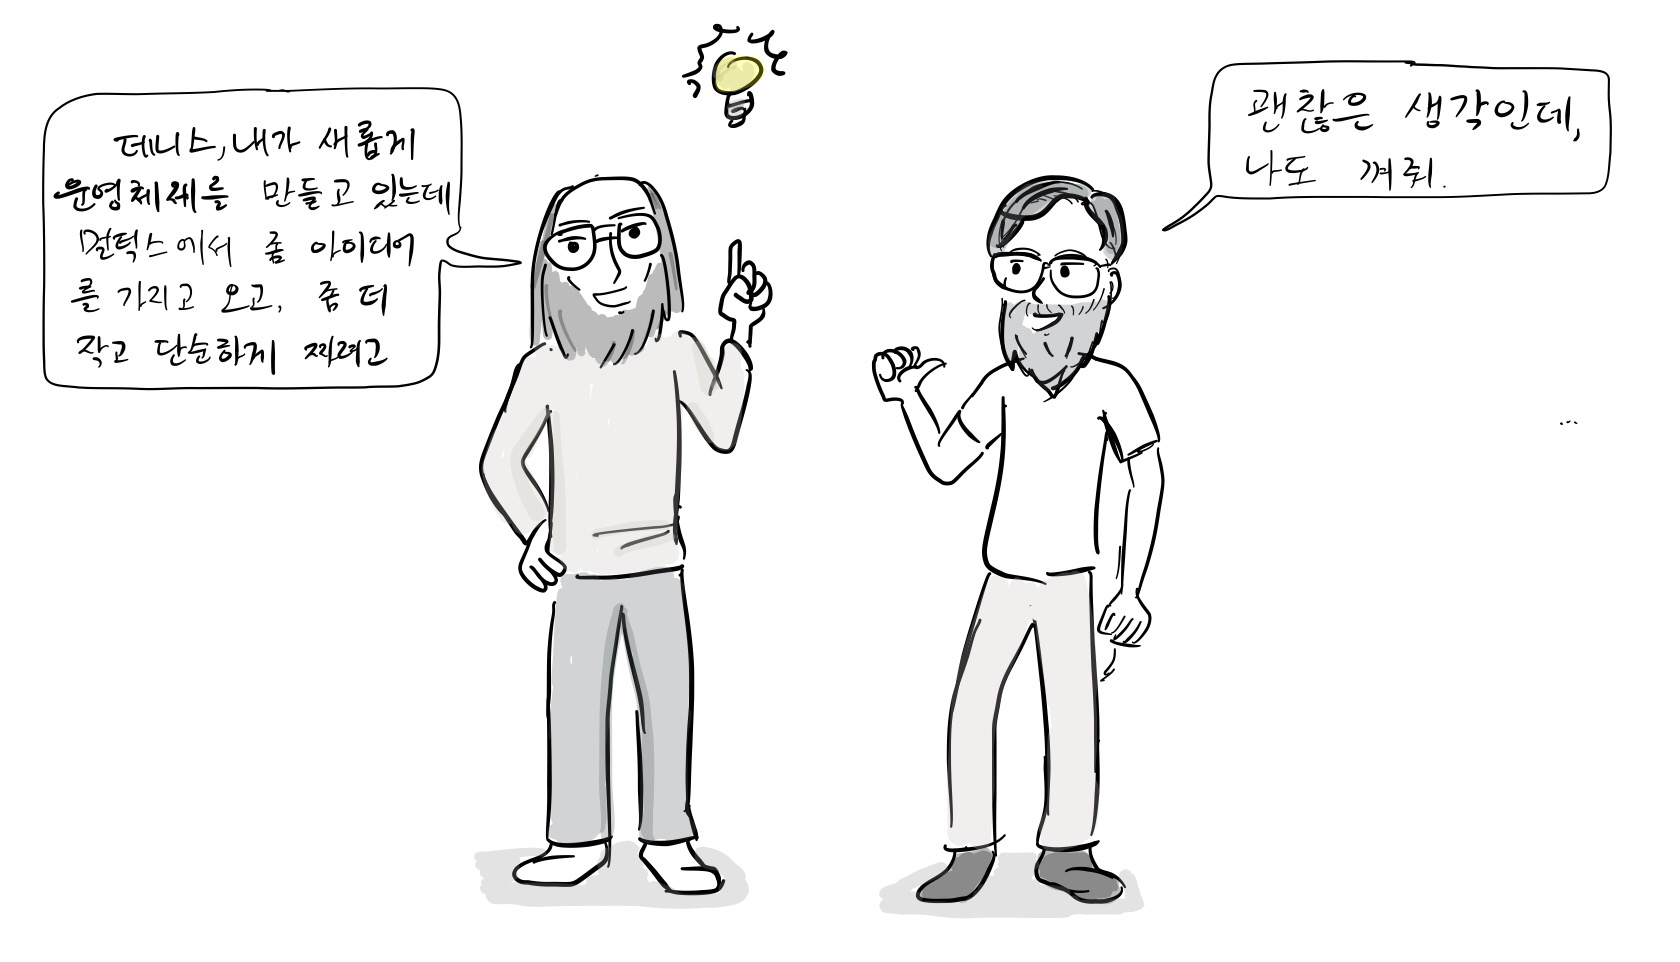 데니스, 내가 새롭게
운영체제를 만들고 있는데
멀틱스에서 좀 아이디어
를 가지고 오고, 좀 더
작고 단순하게 짜려고
괜찮은 생각인데,
나도 껴줘.